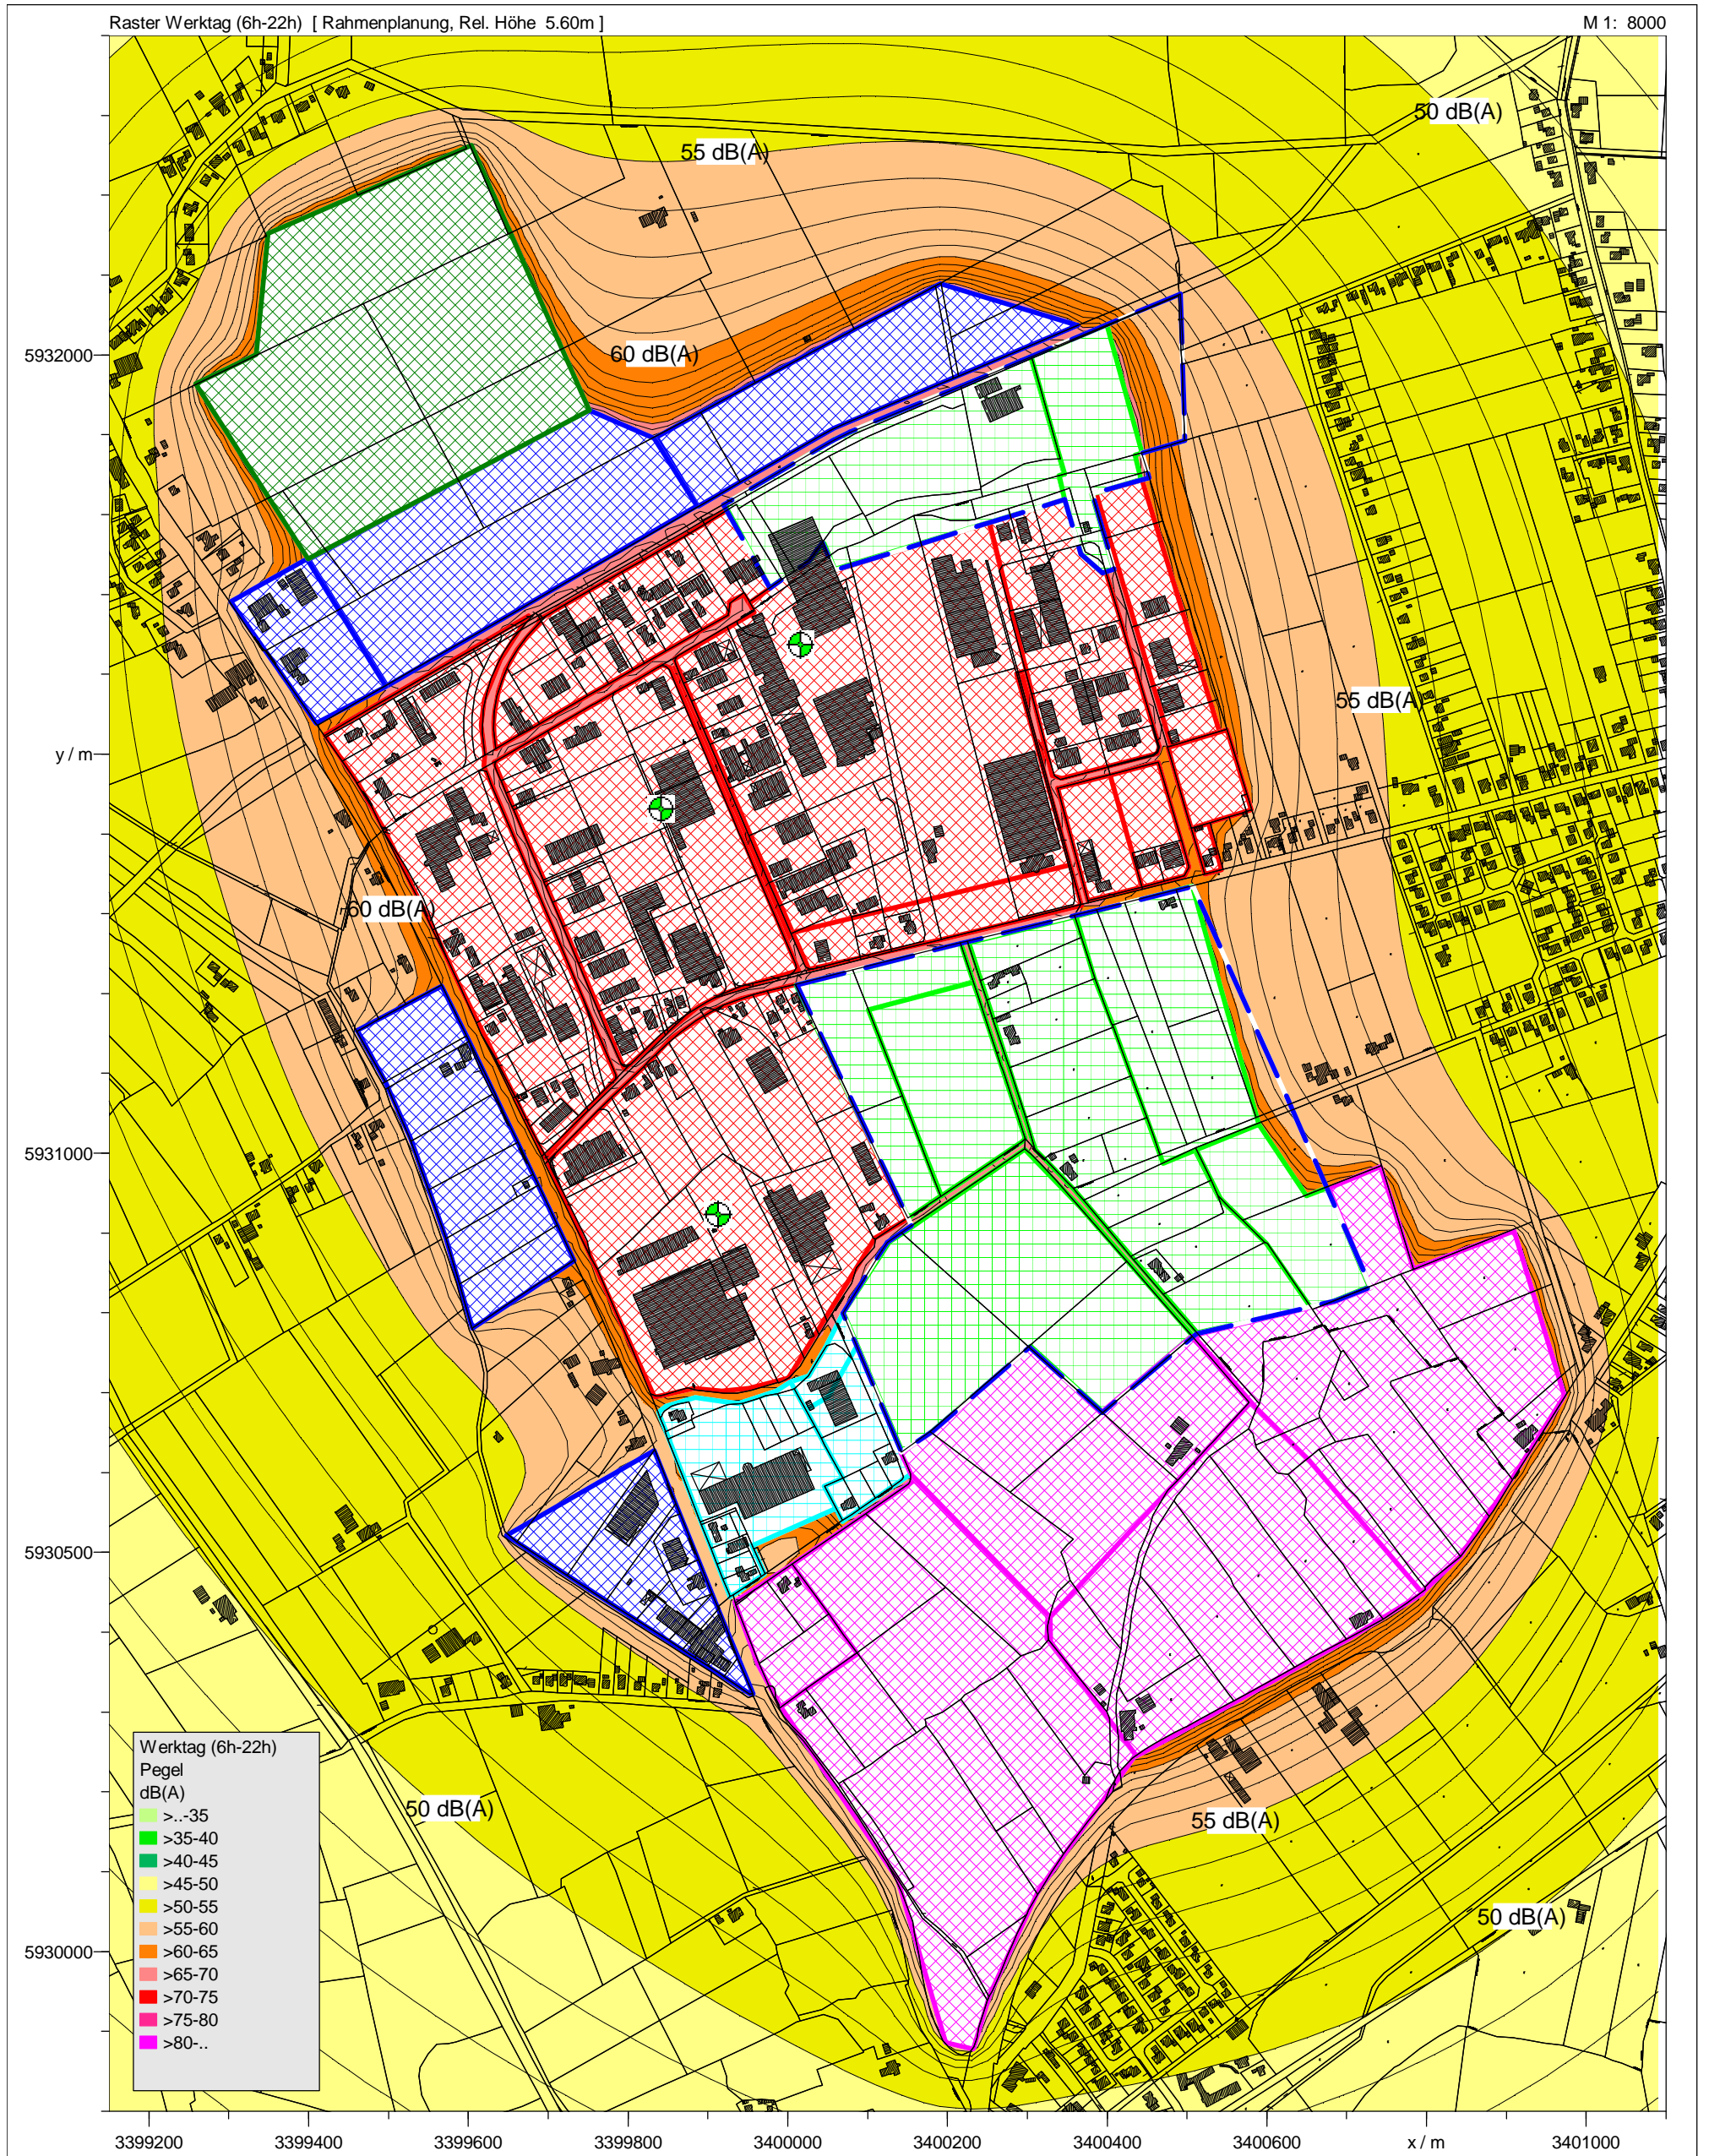 Raster Werktag (6h-22h) [ Rahmenplanung, Rel. Höhe 5.60m ]
M 1: 8000
50 dB(A)
55 dB(A)
5932000
60 dB(A)
55 dB(A)
y / m
60 dB(A)
5931000
5930500
Werktag (6h-22h)
Pegel
dB(A)
>..-35
>35-40
>40-45
>45-50
>50-55
>55-60
>60-65
>65-70
>70-75
>75-80
>80-..
50 dB(A)
55 dB(A)
50 dB(A)
5930000
3399200
3399400
3399600
3399800
3400000
3400200
3400400
3400600
x / m
3401000